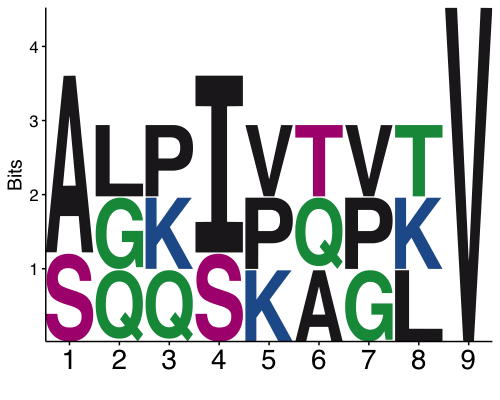 4
3
2
1
Bits
A L P I V T V T V
S G K S P Q P K
Q Q K A G L
1 2 3 4 5 6 7 8 9